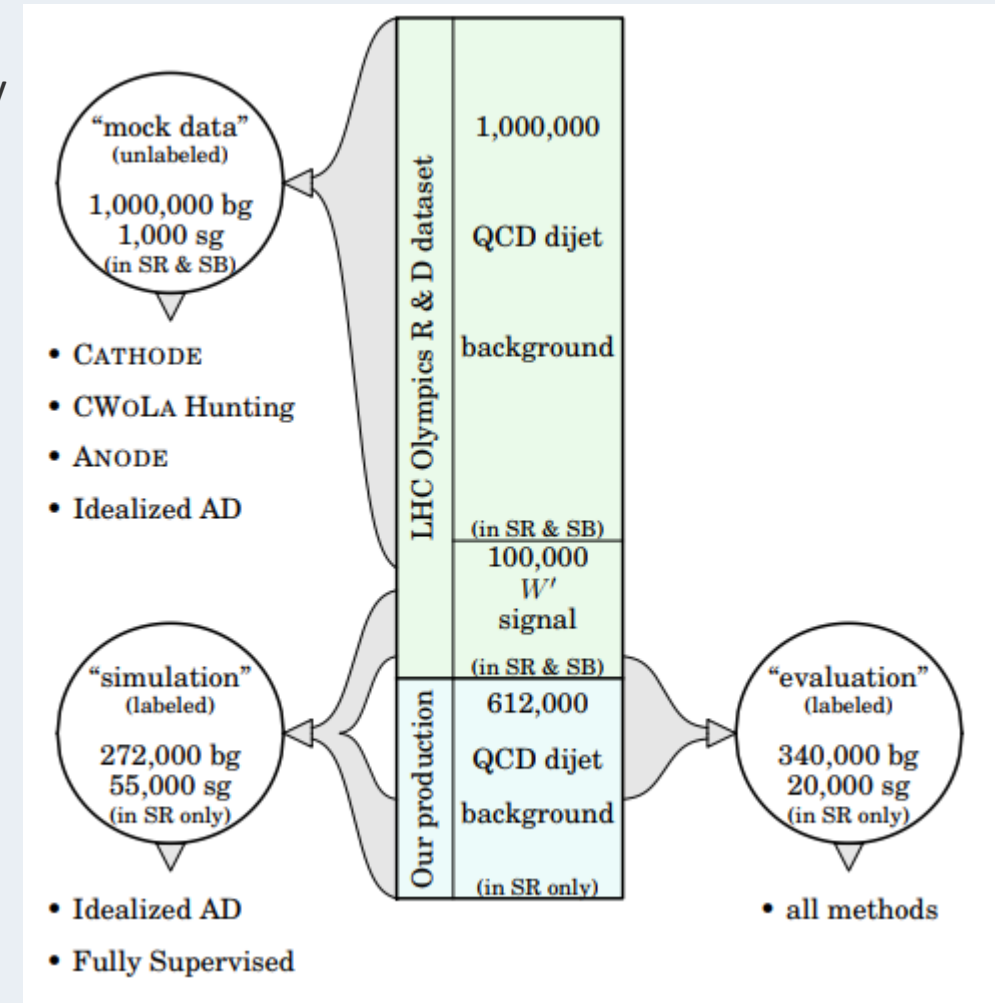 y
“mock data”
(unlabeled)
1,000,000 bg
1,000 sg
(in SR & SB)
• CATHODE
• CWOLA Hunting
• ANODE
• Idealized AD
LHC Olympics R & D dataset
1,000,000
QCD dijet
background
(in SR & SB)
100,000
W′
signal
(in SR & SB)
Our production
612,000
QCD dijet
background
(in SR only)
“simulation”
(labeled)
272,000 bg
55,000 sg
(in SR only)
• Idealized AD
• Fully Supervised
“evaluation”
(labeled)
340,000 bg
20,000 sg
(in SR only)
• all methods